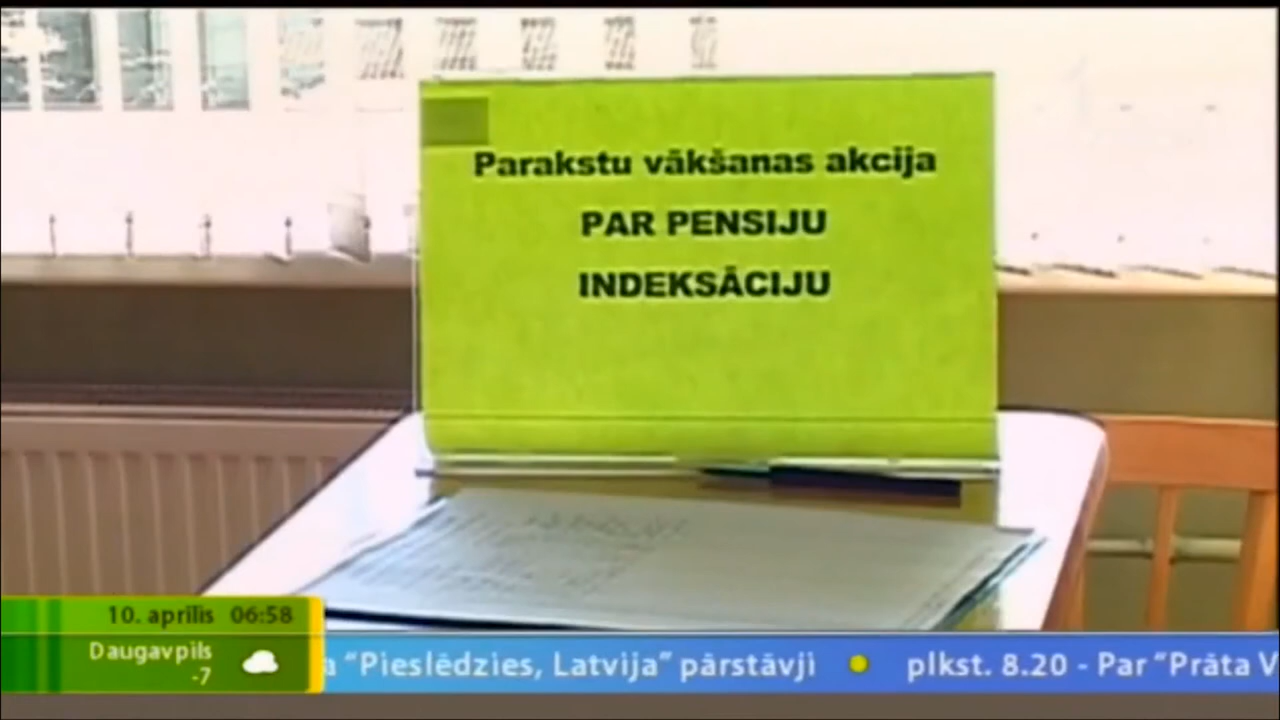 Parakstu vākšanas akcija
PAR PENSIJU
INDEKSĀCIJU
10. aprīlis 06:58
Daugavpils
-7
a "Pieslēdzies, Latvija" pārstāvji
plkst. 8.20 - Par "Prāta V